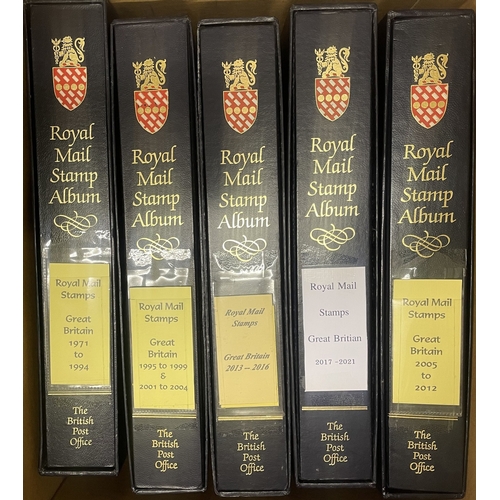 Royal
Mail
Stamp
Album
Royal Mail
Stamps
Great
Britain
1971
to
1994
The
British
Post
Office
Royal
Mail
Stamp
Album
Royal Mail
Stamps
Great
Britain
1995 to 1999
&
2001 to 2004
The
British
Post
Office
Royal
Mail
Stamp
Album
Royal Mail
Stamps
Great Britain
2013 – 2016
The
British
Post
Office
Royal
Mail
Stamp
Album
Royal Mail
Stamps
Great Britian
2017 -2021
The
British
Post
Office
Royal
Mail
Stamp
Album
Royal Mail
Stamps
Great
Britain
2005
to
2012
The
British
Post
Office